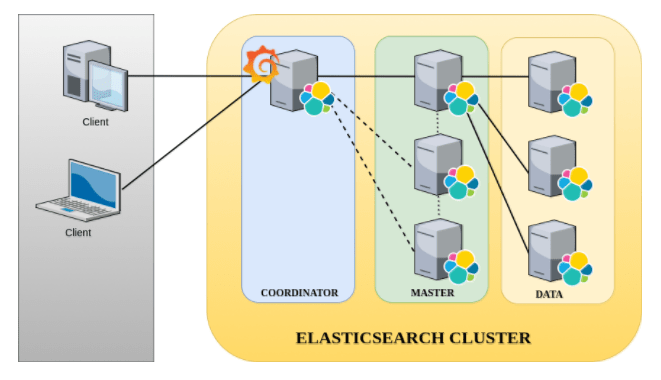 Client
Client
COORDINATOR
MASTER
DATA
ELASTICSEARCH CLUSTER